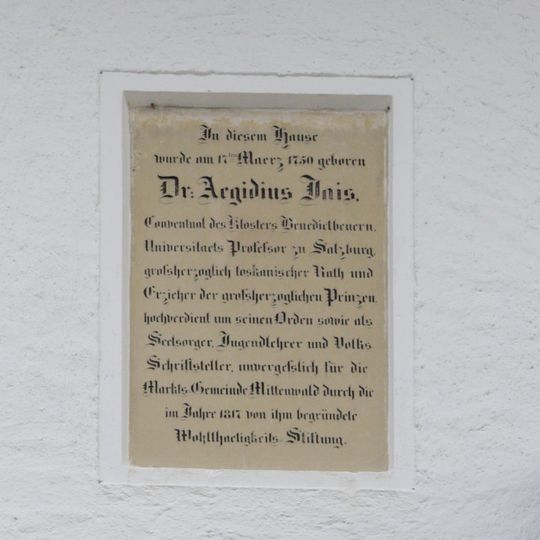 In diesem Hause
wurde am 17ten Maerz 1750 geboren
Dr: Aegidius Jais,
Conventual des Klosters Benedictbeuern,
Universitaets Professor zu Salzburg,
großherzoglich toskanischer Rath und
Erzieher der großherzoglichen Prinzen,
hochverdient um seinen Orden sowie als
Seelsorger, Jugendlehrer und Volks
Schriftsteller, unvergeßlich für die
Markts Gemeinde Mittenwald durch die
im Jahre 1817 von ihm begründete
Wohlthaetigkeits-Stiftung.